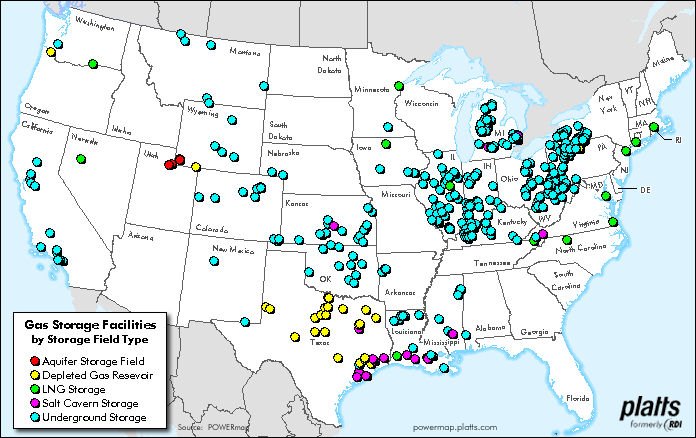 Washington
Montana
North
Dakota
Minnesota
Wisconsin
Maine
VT
NH
New
York
MA
CT
RI
Oregon
Idaho
Wyoming
South
Dakota
MI
PA
NJ
California
Nevada
Utah
Nebraska
Iowa
IL
IN
Ohio
MD
DE
Colorado
Kansas
Missouri
Kentucky
WV
Virginia
Arizona
New Mexico
OK
Arkansas
Tennessee
North Carolina
South
Carolina
Texas
Louisiana
Mississippi
Alabama
Georgia
Florida
Gas Storage Facilities
by Storage Field Type
Aquifer Storage Field
Depleted Gas Resevoir
LNG Storage
Salt Cavern Storage
Underground Storage
Source: POWERmap
powermap.platts.com
platts
formerly RDI